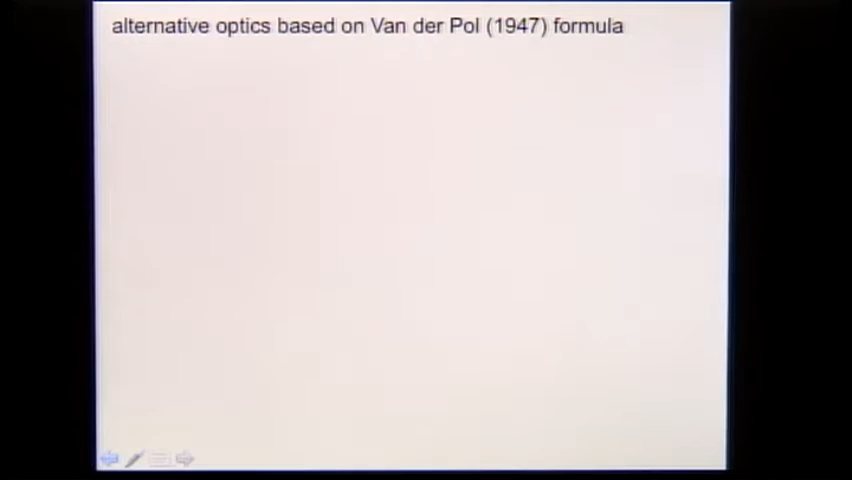 alternative optics based on Van der Pol (1947) formula